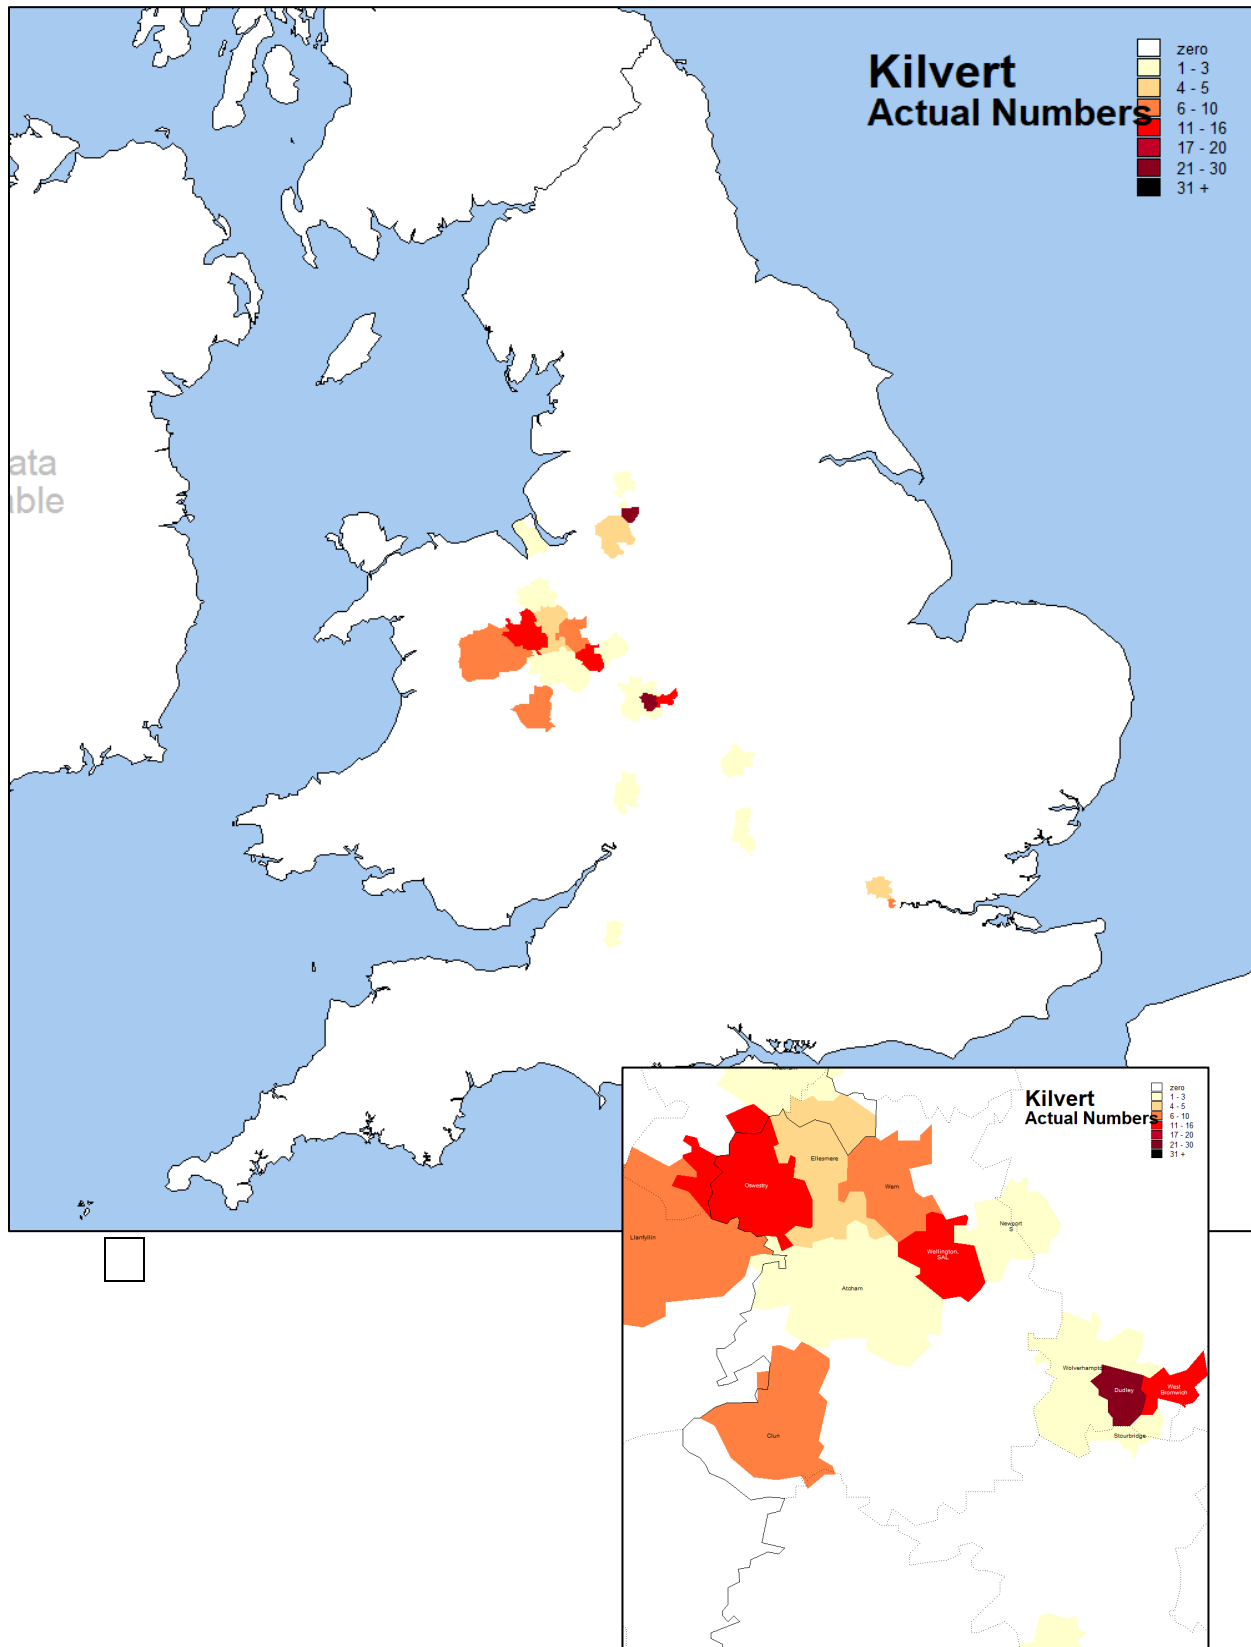 Kilvert
Actual Numbers
zero
1 - 3
4 - 5
6 - 10
11 - 16
17 - 20
21 - 30
31 +
ata
able
Kilvert
Actual Numbers
zero
1 - 3
4 - 5
6 - 10
11 - 16
17 - 20
21 - 30
31 +
Ellesmere
Oswestry
Wem
Newport
S
Llanfyllin
Wellington,
SAL
Atcham
Wolverhampto
Dudley
West
Bromwich
Clun
Stourbridge